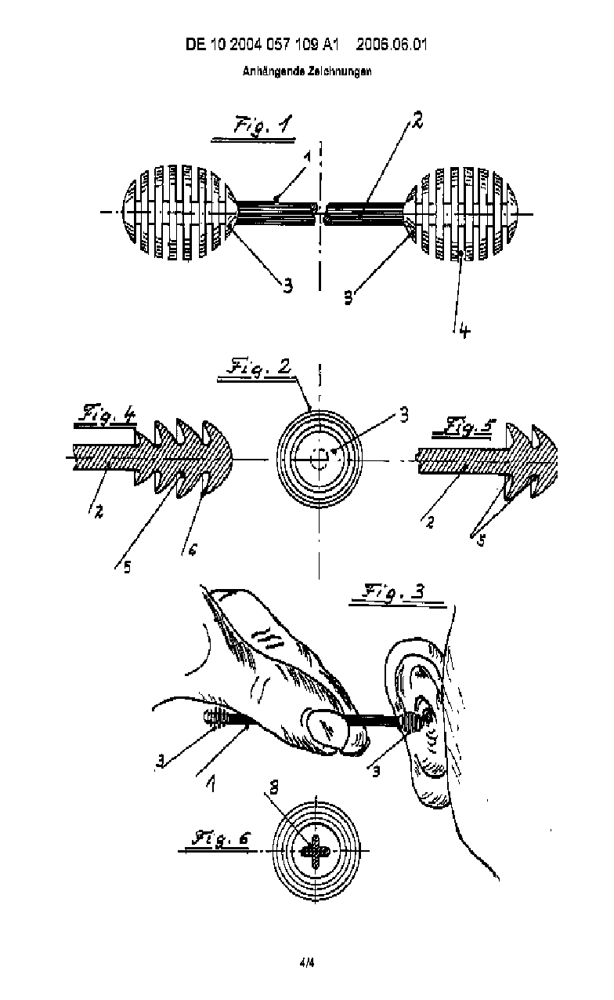 DE 10 2004 057 109 A1 2006.06.01
Anhängende Zeichnungen
Fig. 1
1
2
3
3
4
Fig. 2
3
Fig. 4
2
5
6
Fig. 5
2
5
Fig. 3
3
1
3
8
Fig. 6
4/4